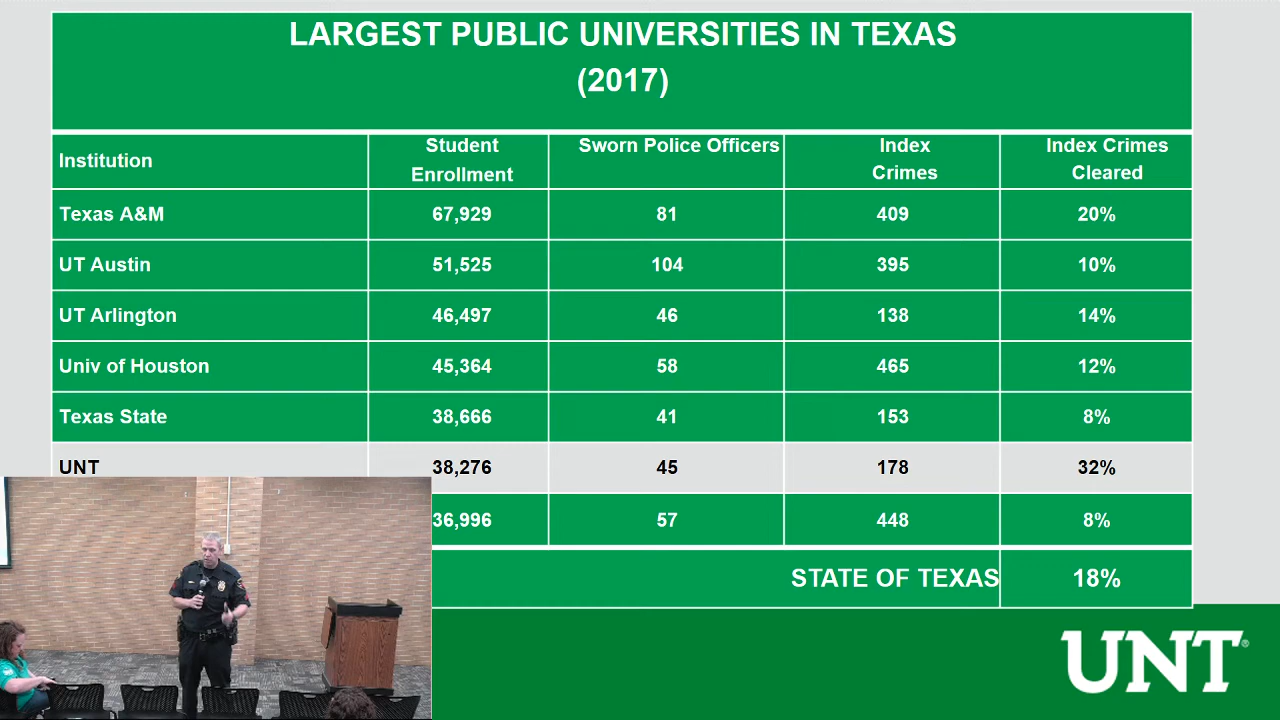 LARGEST PUBLIC UNIVERSITIES IN TEXAS
(2017)
Institution Student Enrollment Sworn Police Officers Index Crimes Index Crimes Cleared
Texas A&M 67,929 81 409 20%
UT Austin 51,525 104 395 10%
UT Arlington 46,497 46 138 14%
Univ of Houston 45,364 58 465 12%
Texas State 38,666 41 153 8%
UNT 38,276 45 178 32%
36,996 57 448 8%
STATE OF TEXAS 18%
UNT®